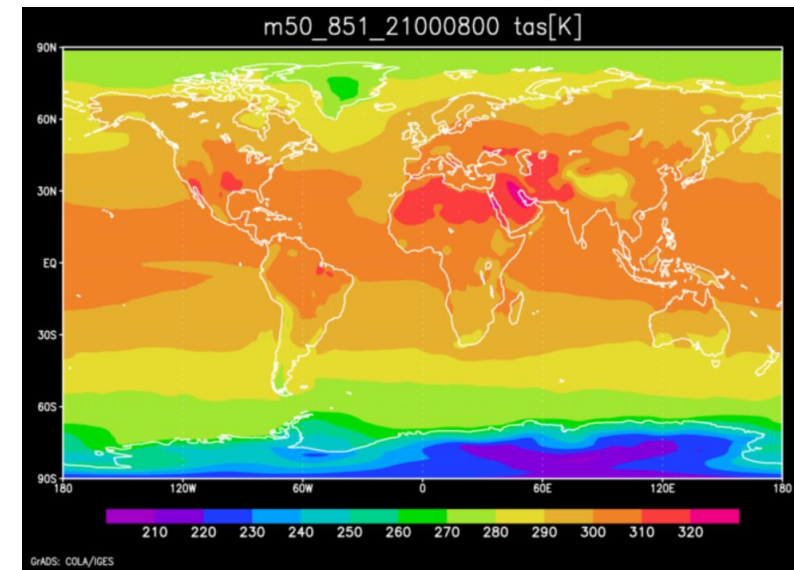 m50_851_21000800 tas[K]
90N
60N
30N
EQ
30S
60S
90S
180 120W 60W 0 60E 120E 180
210 220 230 240 250 260 270 280 290 300 310 320
GrADS: COLA/IGES